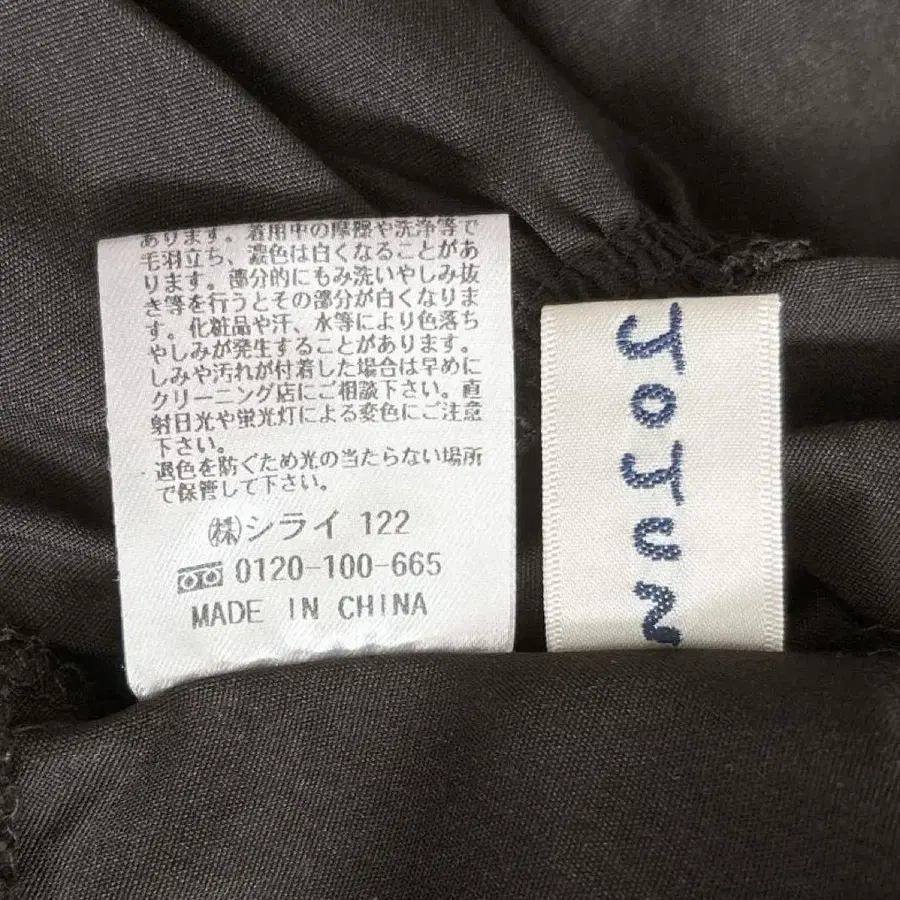 あります。着用中の摩擦や洗浄等で
毛羽立ち、濃色は白くなることがあ
ります。部分的にもみ洗いやしみ抜
き等を行うとその部分が白くなりま
す。化粧品や汗、水等により色落ち
やしみが発生することがあります。
しみや汚れが付着した場合は早めに
クリーニング店にご相談下さい。直
射日光や蛍光灯による変色にご注意
下さい。
退色を防ぐため光の当たらない場所
で保管して下さい。
㈱シライ 122
0120-100-665
MADE IN CHINA
JOJUN